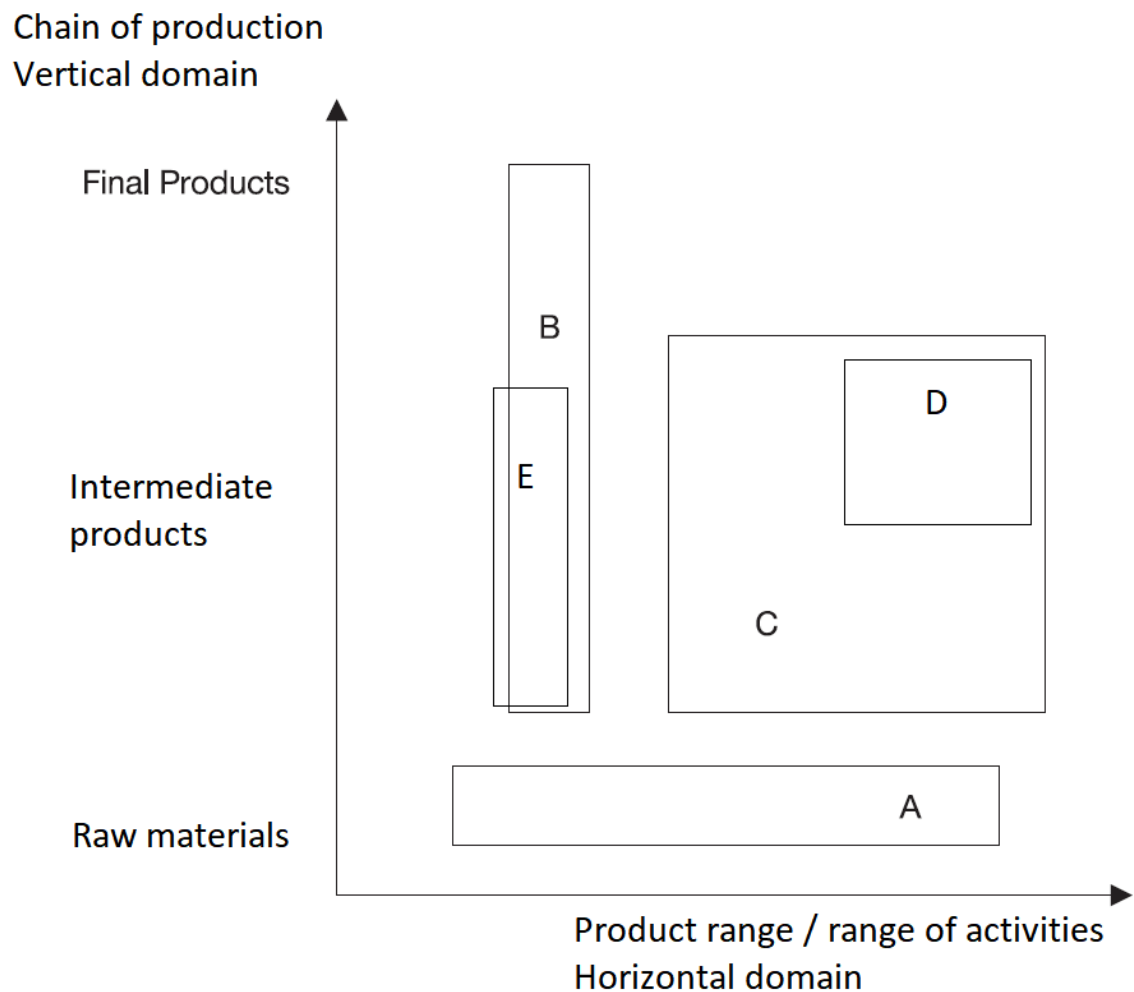 Chain of production
Vertical domain
Final Products
B
D
E
Intermediate
products
C
A
Raw materials
Product range / range of activities
Horizontal domain